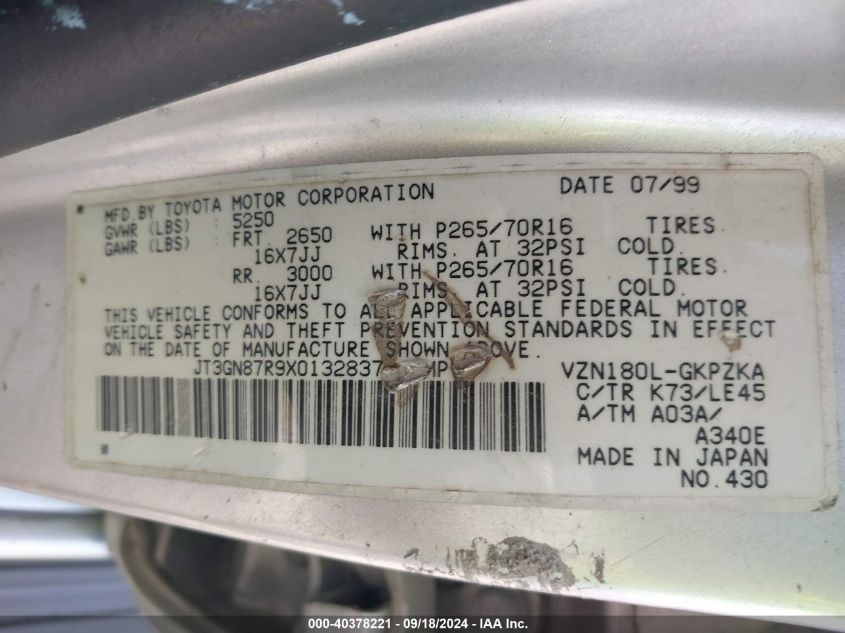 MFD.BY TOYOTA MOTOR CORPORATION DATE 07/99
GVWR (LBS) : 5250
GAWR (LBS) : FRT. 2650 WITH P265/70R16 TIRES.
16X7JJ RIMS. AT 32PSI COLD.
RR. 3000 WITH P265/70R16 TIRES.
16X7JJ RIMS. AT 32PSI COLD.
THIS VEHICLE CONFORMS TO ALL APPLICABLE FEDERAL MOTOR
VEHICLE SAFETY AND THEFT PREVENTION STANDARDS IN EFFECT
ON THE DATE OF MANUFACTURE SHOWN ABOVE.
JT3GN87R9X0132837 VZN180L-GKPZKA
C/TR K73/LE45
A/TM A03A/
A340E
MADE IN JAPAN
NO.430
000-40378221 - 09/18/2024 - IAA Inc.